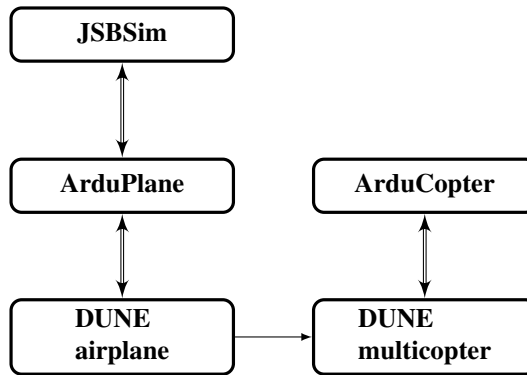 JSBSim
ArduPlane
ArduCopter
DUNE
airplane
DUNE
multicopter